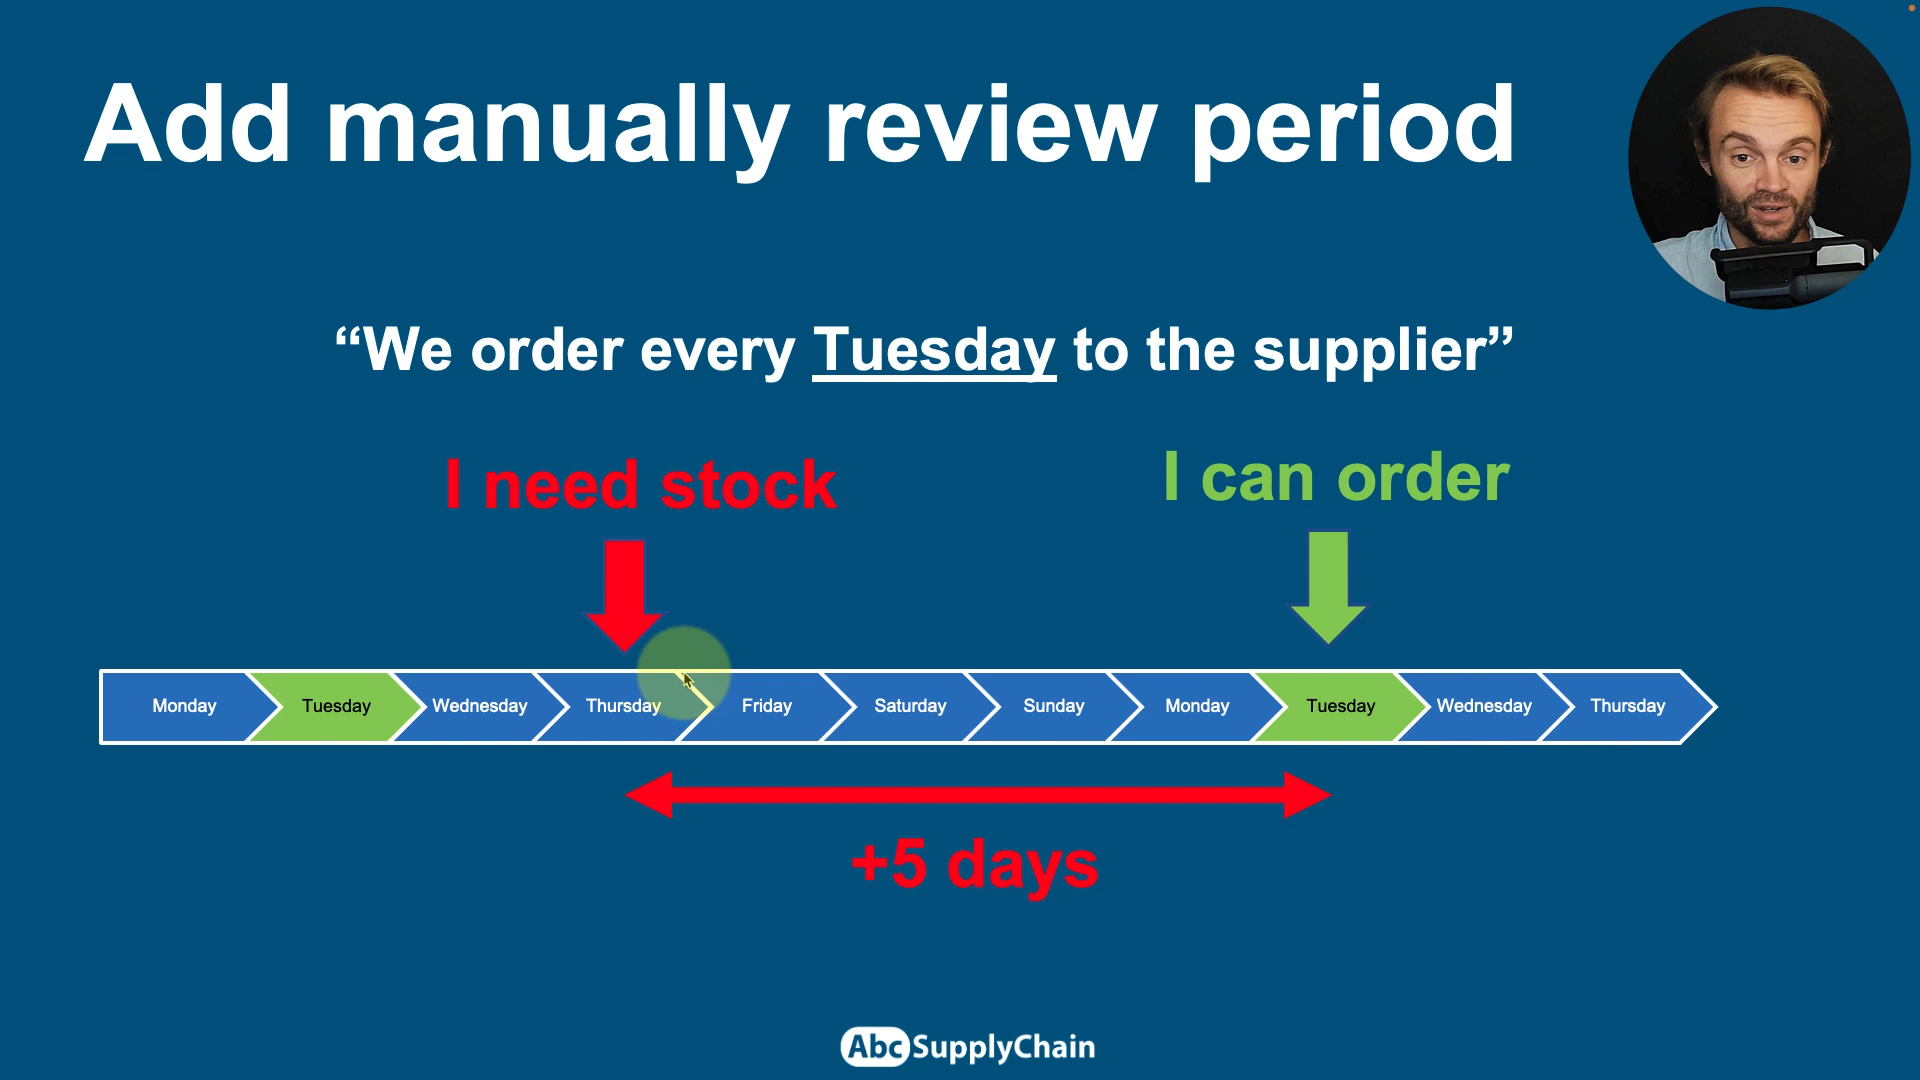 Add manually review period
“We order every Tuesday to the supplier”
I need stock
I can order
Monday Tuesday Wednesday Thursday Friday Saturday Sunday Monday Tuesday Wednesday Thursday
+5 days
AbcSupplyChain